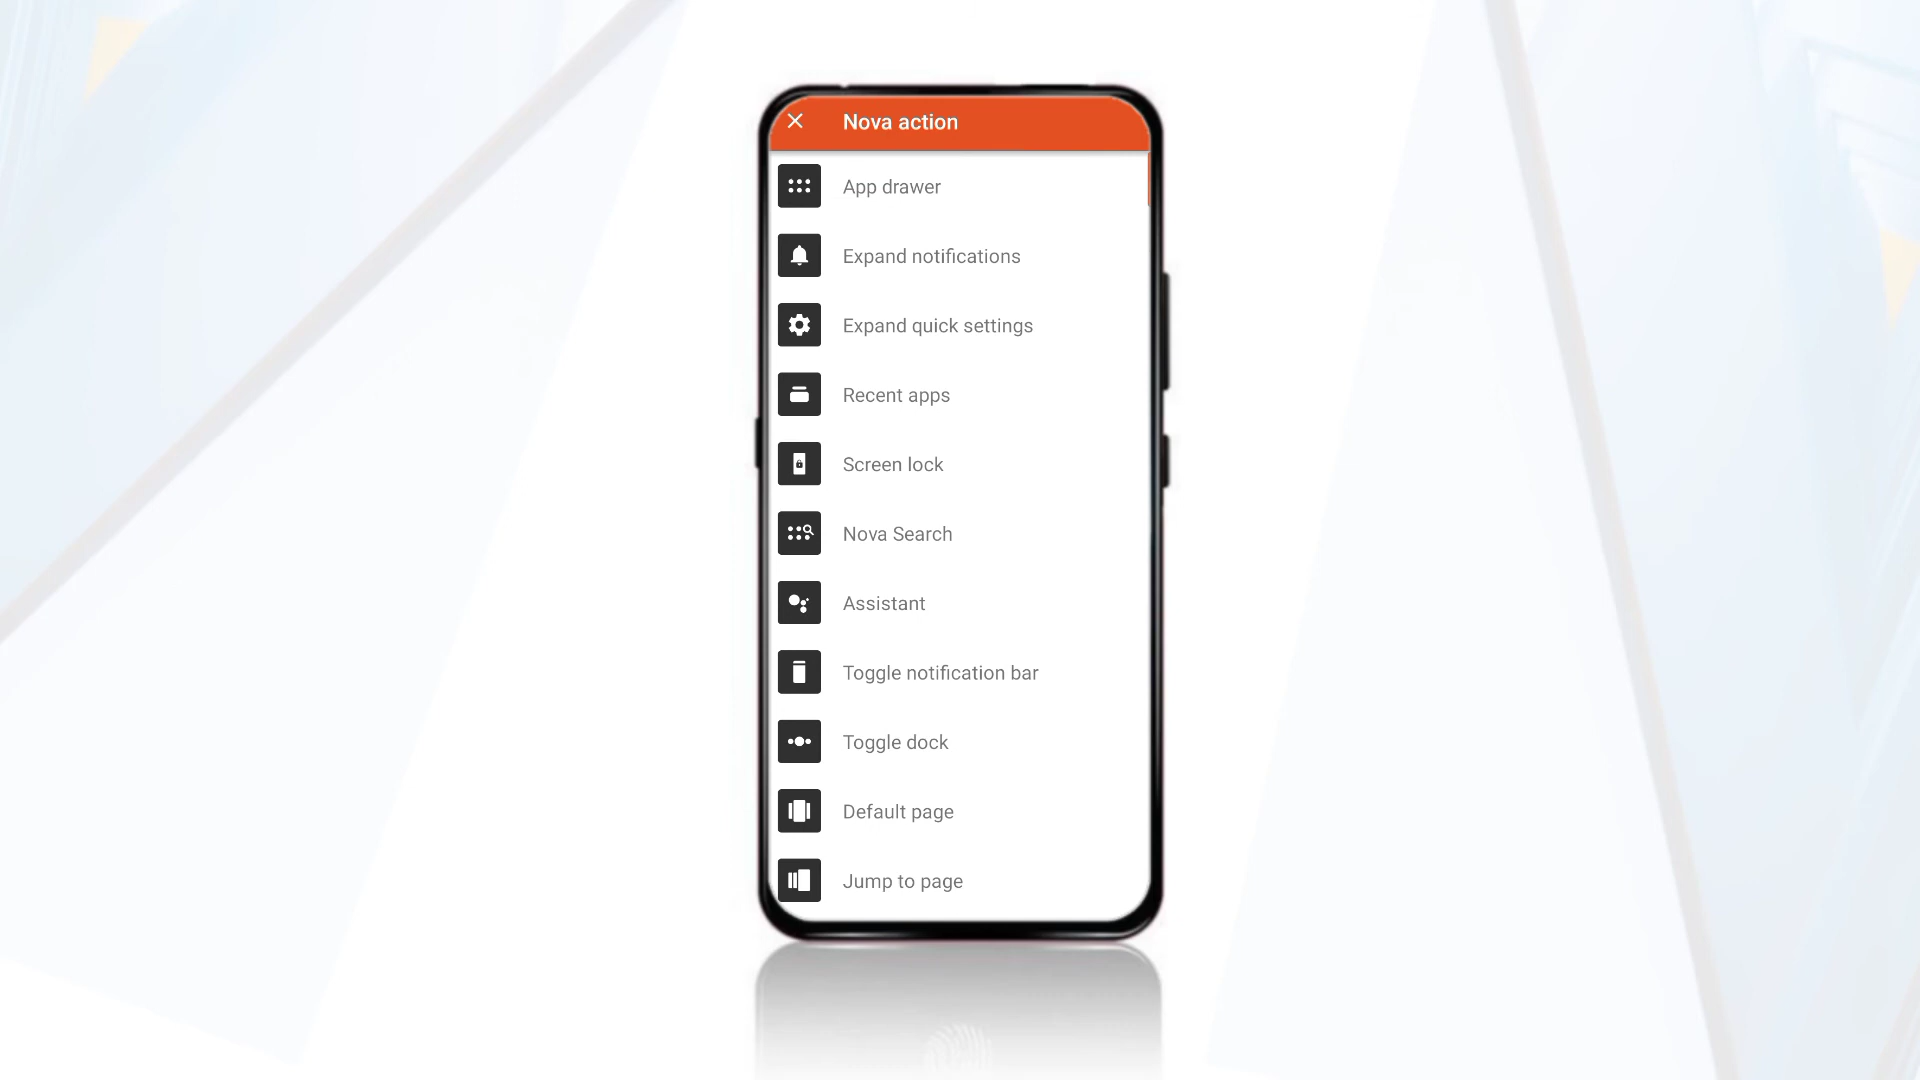 Nova action
App drawer
Expand notifications
Expand quick settings
Recent apps
Screen lock
Nova Search
Assistant
Toggle notification bar
Toggle dock
Default page
Jump to page